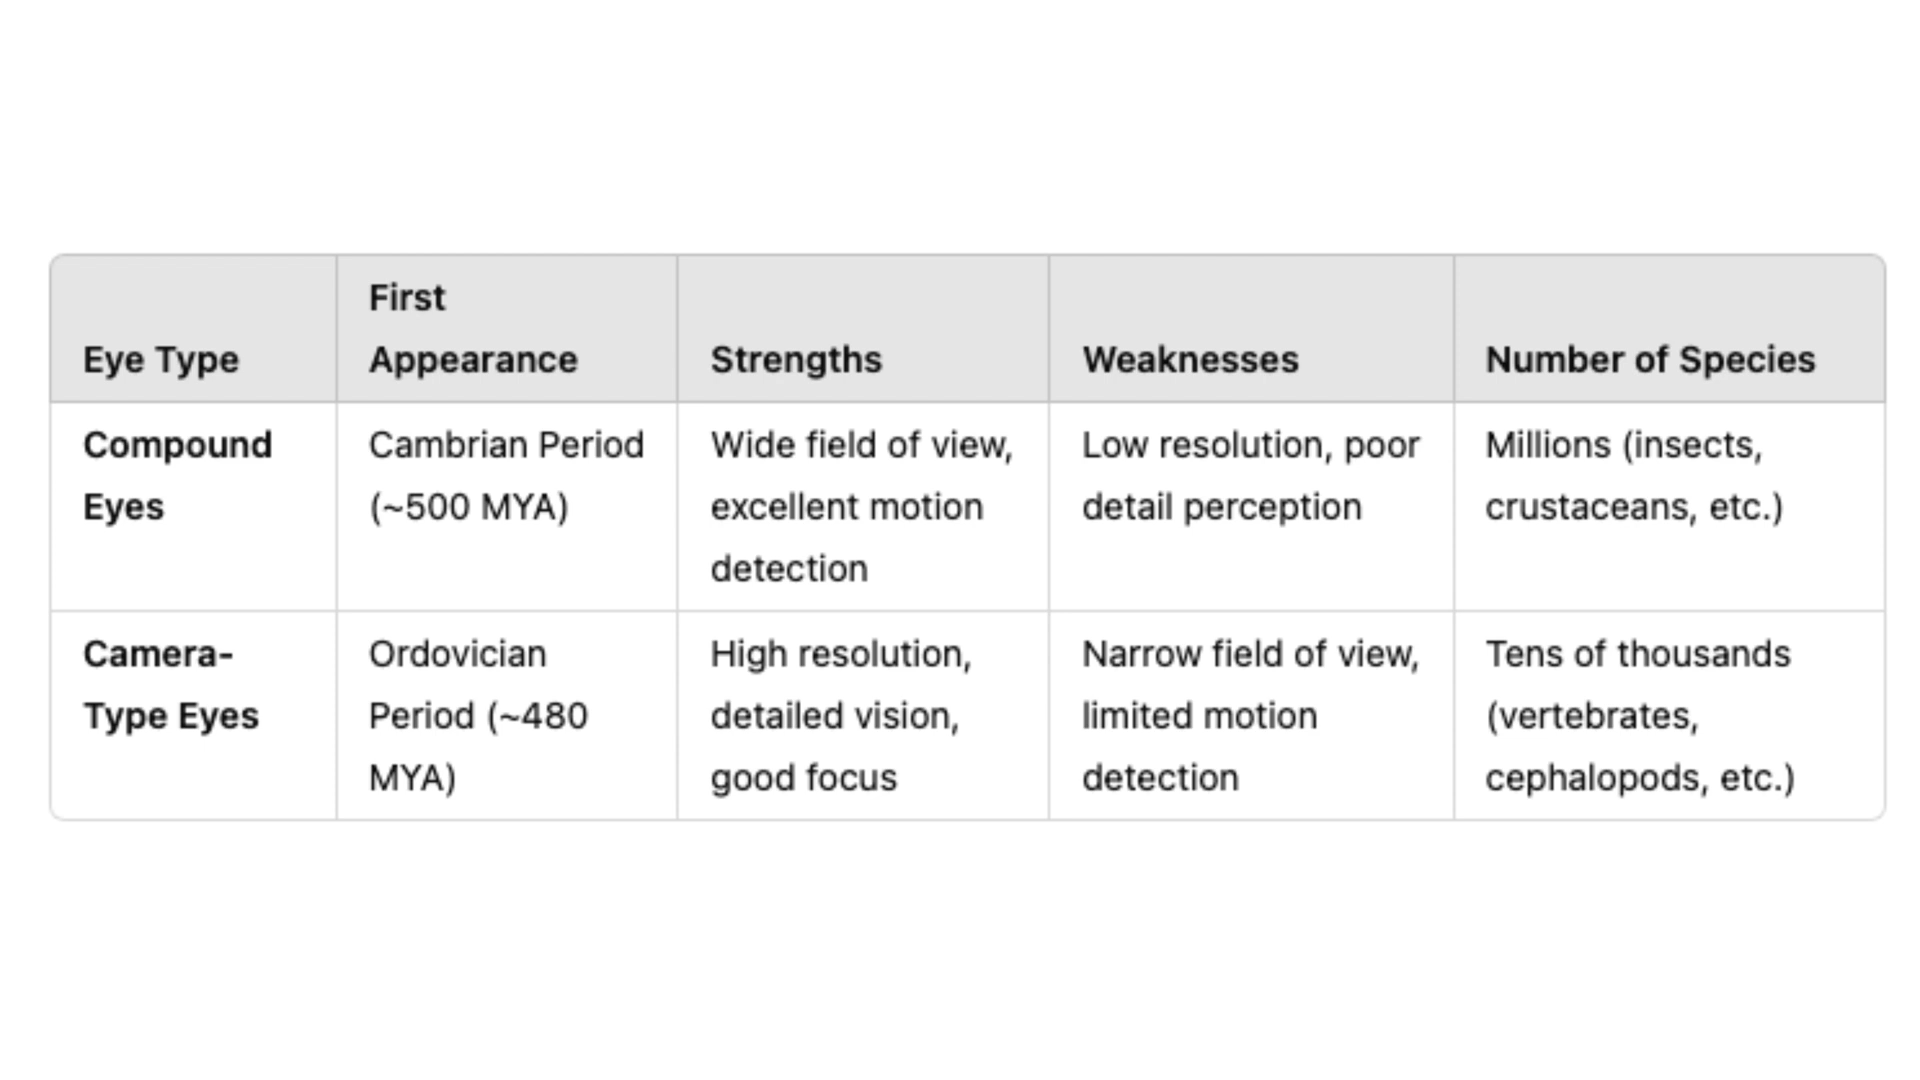 Eye Type
First
Appearance
Strengths
Weaknesses
Number of Species
Compound
Eyes
Cambrian Period
(~500 MYA)
Wide field of view,
excellent motion
detection
Low resolution, poor
detail perception
Millions (insects,
crustaceans, etc.)
Camera-
Type Eyes
Ordovician
Period (~480
MYA)
High resolution,
detailed vision,
good focus
Narrow field of view,
limited motion
detection
Tens of thousands
(vertebrates,
cephalopods, etc.)